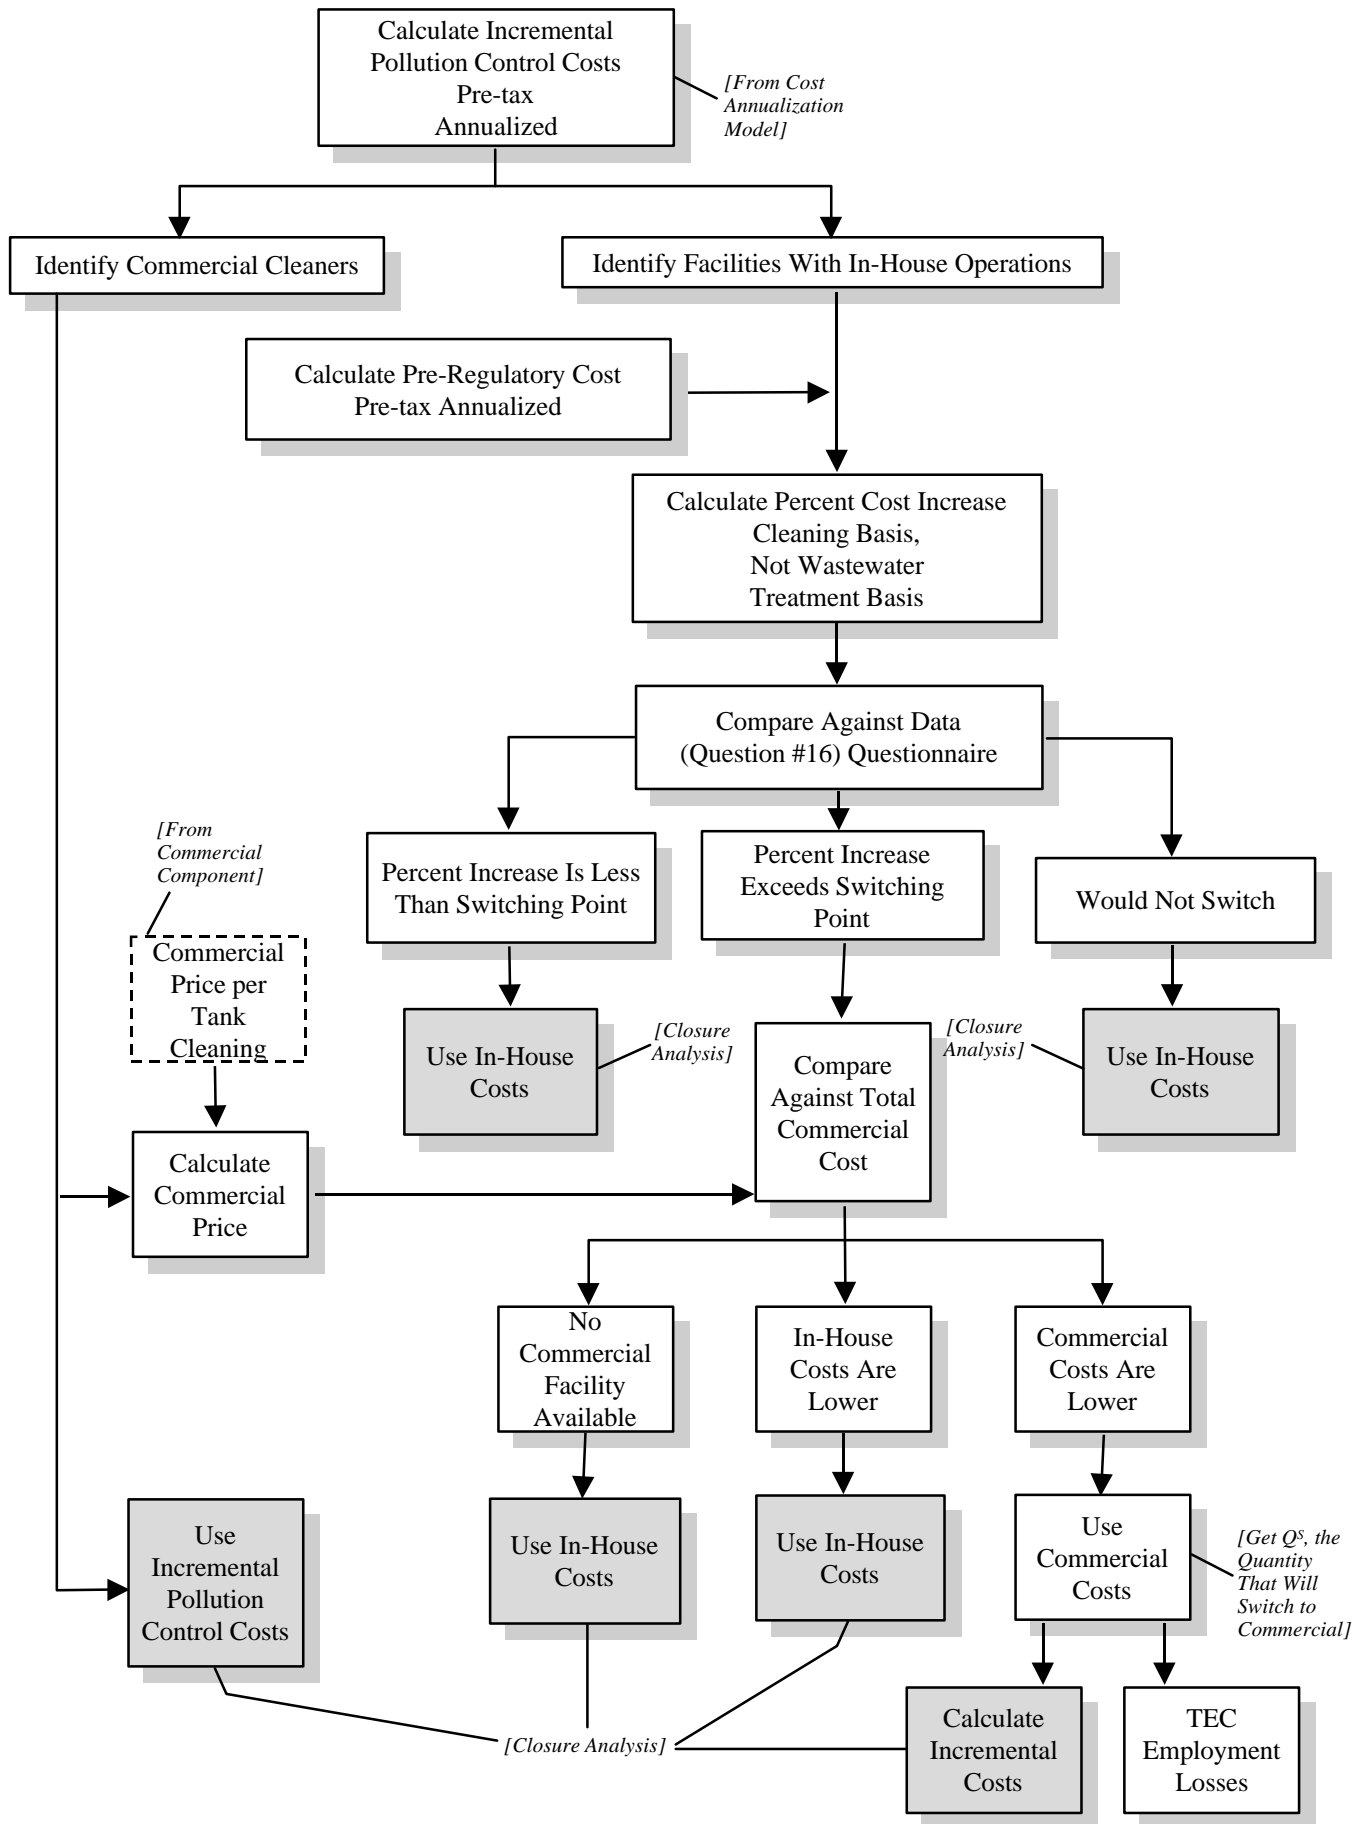 Calculate Incremental
Pollution Control Costs
Pre-tax
Annualized
[From Cost
Annualization
Model]
Identify Commercial Cleaners
Identify Facilities With In-House Operations
Calculate Pre-Regulatory Cost
Pre-tax Annualized
Calculate Percent Cost Increase
Cleaning Basis,
Not Wastewater
Treatment Basis
Compare Against Data
(Question #16) Questionnaire
[From
Commercial
Component]
Percent Increase Is Less
Than Switching Point
Percent Increase
Exceeds Switching
Point
Would Not Switch
Commercial
Price per
Tank
Cleaning
Use In-House
Costs
[Closure
Analysis]
Compare
Against Total
Commercial
Cost
[Closure
Analysis]
Use In-House
Costs
Calculate
Commercial
Price
No
Commercial
Facility
Available
In-House
Costs Are
Lower
Commercial
Costs Are
Lower
Use
Incremental
Pollution
Control Costs
Use In-House
Costs
Use In-House
Costs
Use
Commercial
Costs
[Get Qˢ, the
Quantity
That Will
Switch to
Commercial]
[Closure Analysis]
Calculate
Incremental
Costs
TEC
Employment
Losses